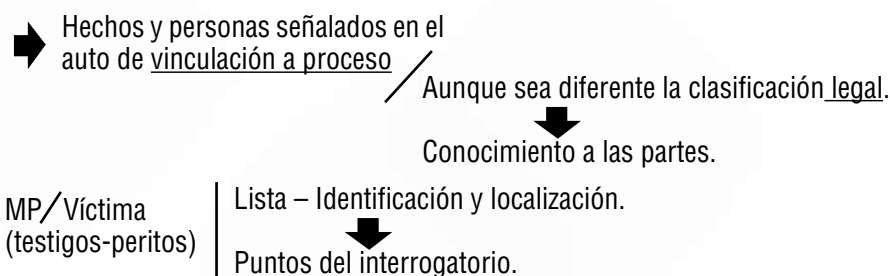 Hechos y personas señalados en el
auto de vinculación a proceso
Aunque sea diferente la clasificación legal.
Conocimiento a las partes.
MP/Víctima
(testigos-peritos)
Lista – Identificación y localización.
Puntos del interrogatorio.